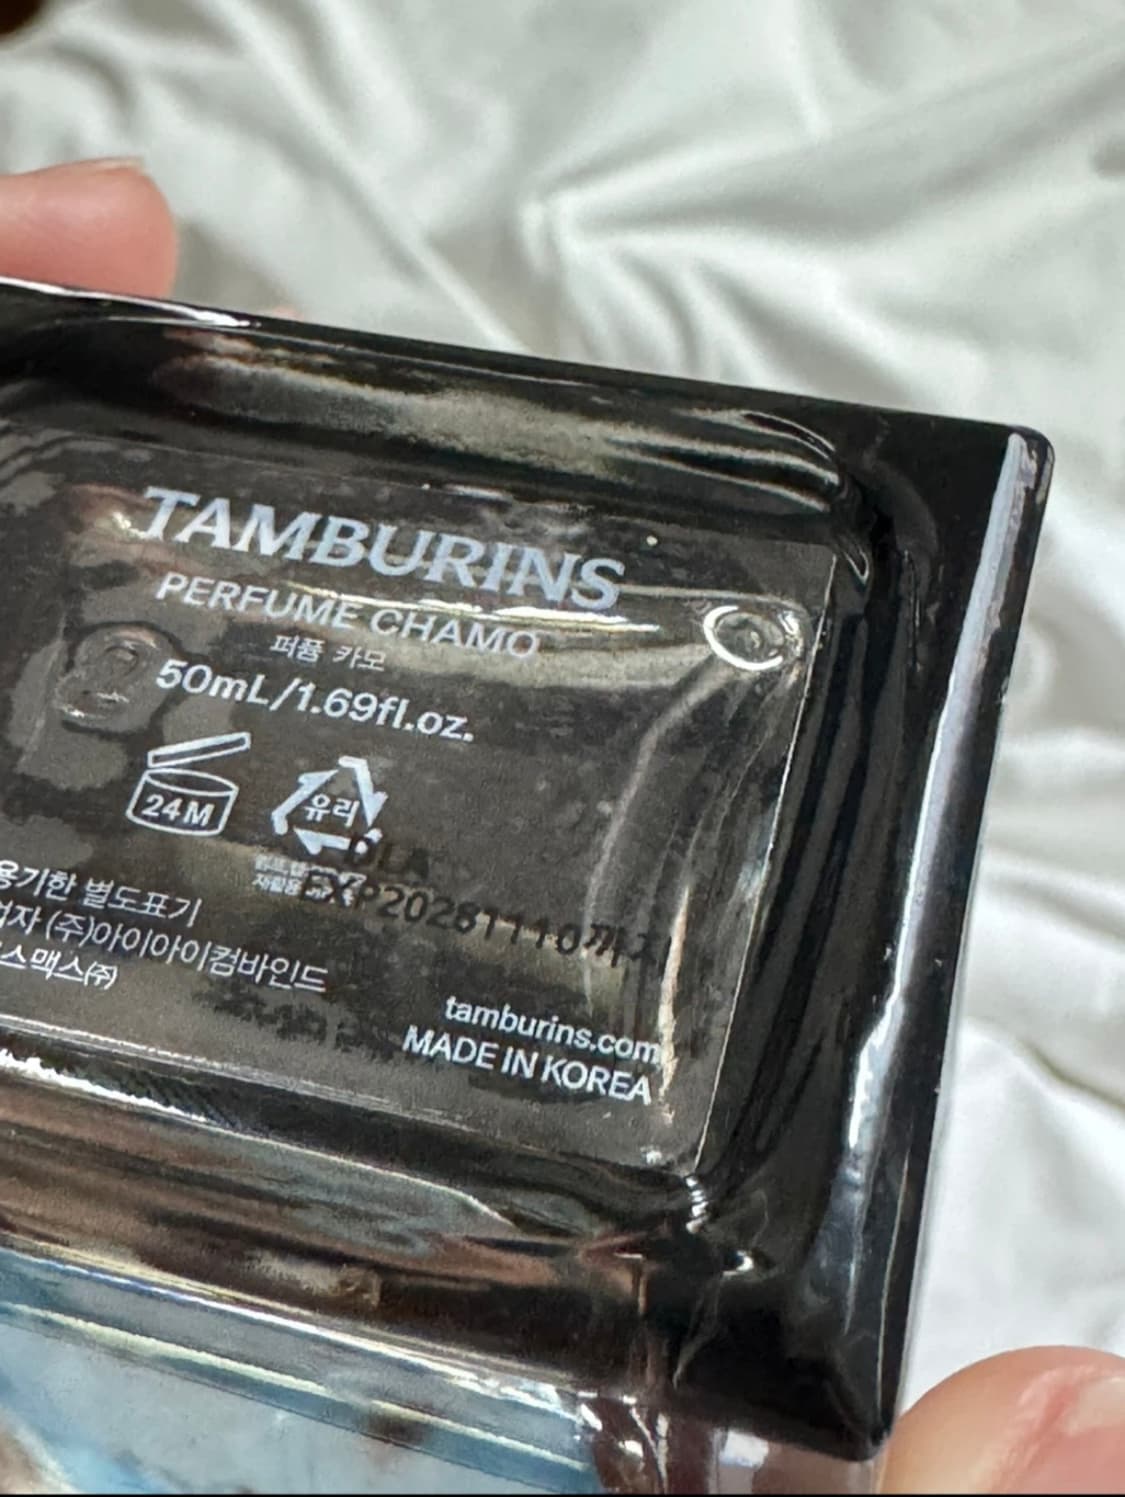 TAMBURINS
PERFUME CHAMO
퍼퓸 카모
50mL/1.69fl.oz.
24M
유리
DLA
EXP20281110까지
용기한 별도표기
(주)아이아이컴바인드
스맥스(주)
tamburins.com
MADE IN KOREA